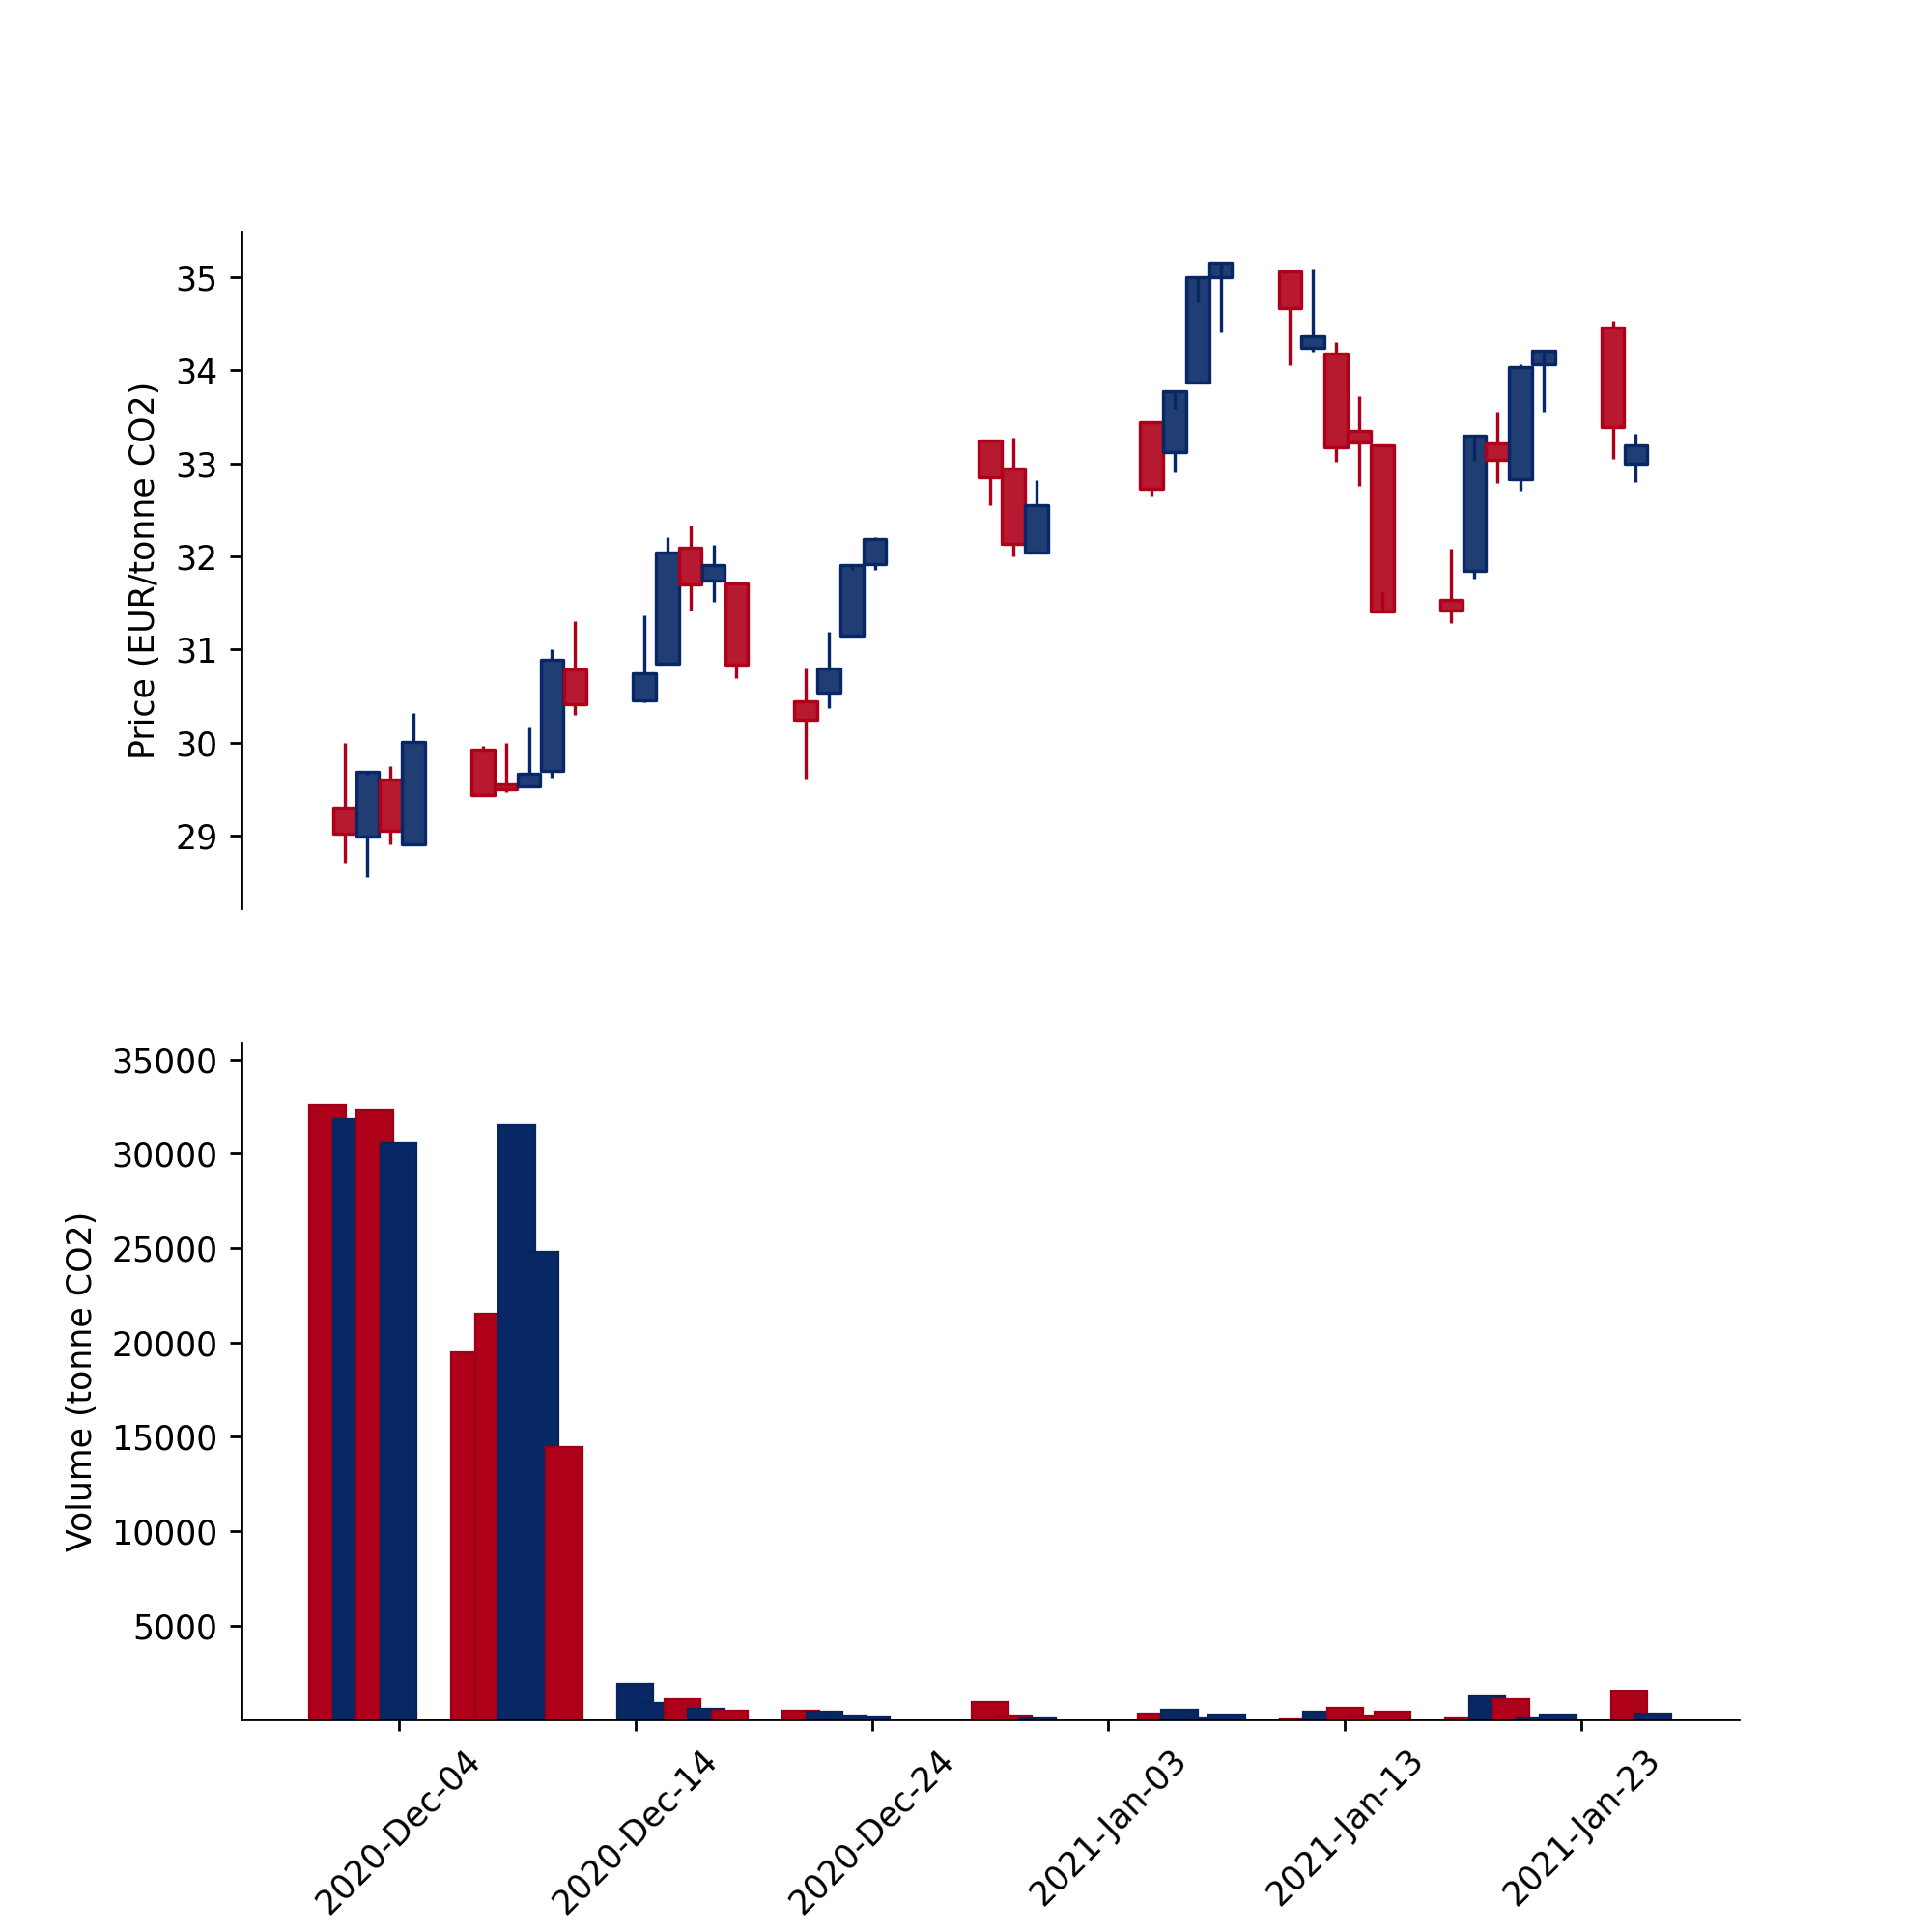 Price (EUR/tonne CO2)
35
34
33
32
31
30
29
Volume (tonne CO2)
35000
30000
25000
20000
15000
10000
5000
2020-Dec-04
2020-Dec-14
2020-Dec-24
2021-Jan-03
2021-Jan-13
2021-Jan-23